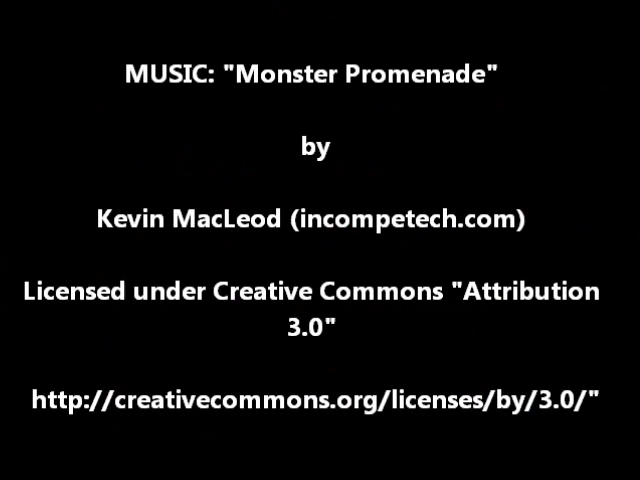 MUSIC: "Monster Promenade"
by
Kevin MacLeod (incompetech.com)
Licensed under Creative Commons "Attribution
3.0"
http://creativecommons.org/licenses/by/3.0/"